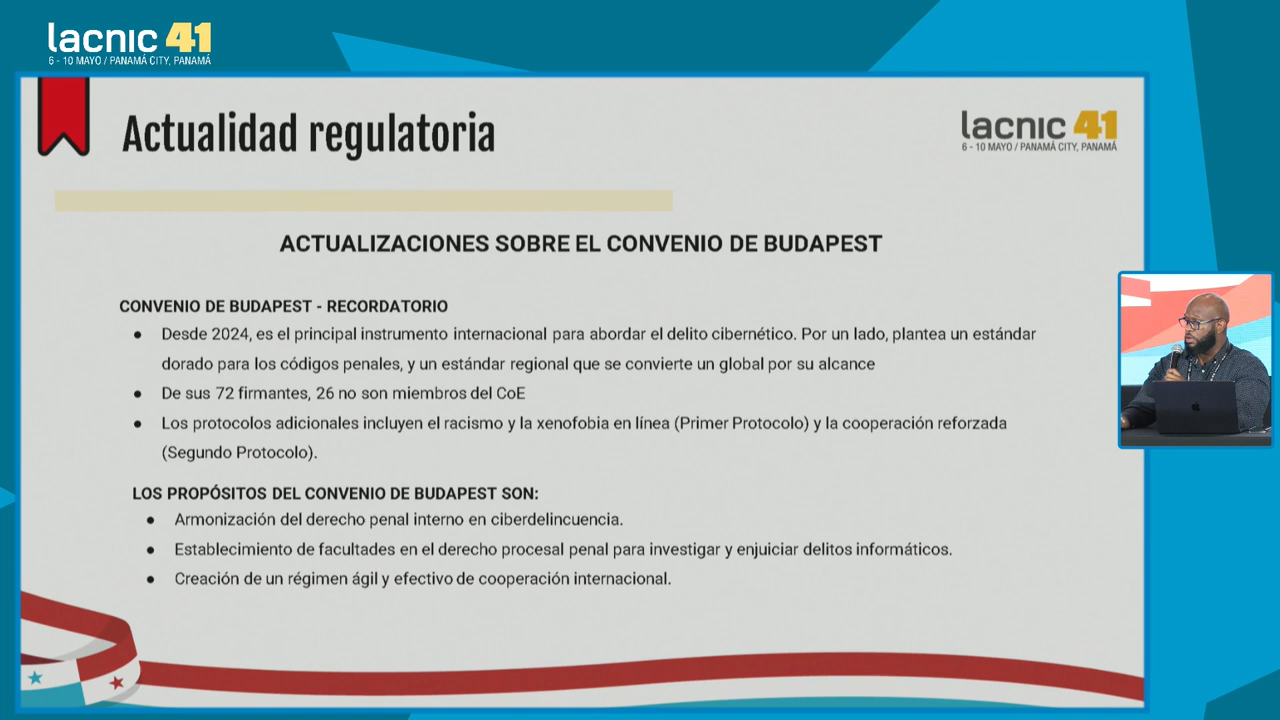 lacnic 41
6 - 10 MAYO / PANAMÁ CITY, PANAMÁ
Actualidad regulatoria
lacnic 41
6 - 10 MAYO / PANAMÁ CITY, PANAMÁ
ACTUALIZACIONES SOBRE EL CONVENIO DE BUDAPEST
CONVENIO DE BUDAPEST - RECORDATORIO
● Desde 2024, es el principal instrumento internacional para abordar el delito cibernético. Por un lado, plantea un estándar
dorado para los códigos penales, y un estándar regional que se convierte un global por su alcance
● De sus 72 firmantes, 26 no son miembros del CoE
● Los protocolos adicionales incluyen el racismo y la xenofobia en línea (Primer Protocolo) y la cooperación reforzada
(Segundo Protocolo).
LOS PROPÓSITOS DEL CONVENIO DE BUDAPEST SON:
● Armonización del derecho penal interno en ciberdelincuencia.
● Establecimiento de facultades en el derecho procesal penal para investigar y enjuiciar delitos informáticos.
● Creación de un régimen ágil y efectivo de cooperación internacional.